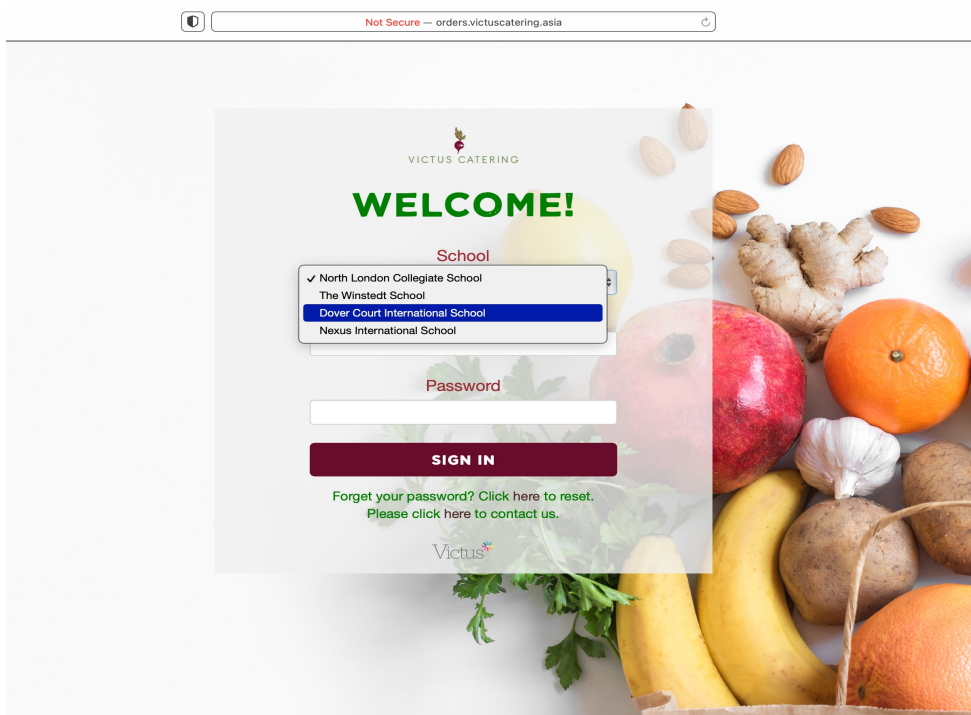 Not Secure — orders.victuscatering.asia
VICTUS CATERING
WELCOME!
School
✓ North London Collegiate School
The Winstedt School
Dover Court International School
Nexus International School
Password
SIGN IN
Forget your password? Click here to reset.
Please click here to contact us.
Victus